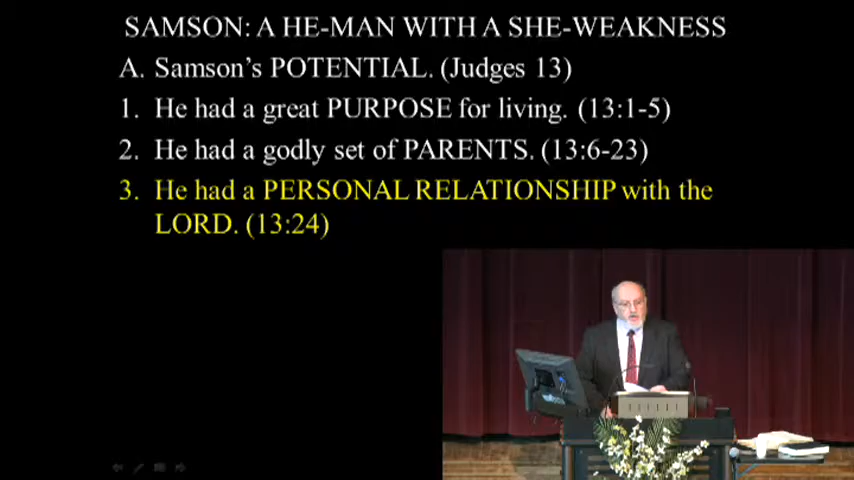 SAMSON: A HE-MAN WITH A SHE-WEAKNESS
A. Samson's POTENTIAL. (Judges 13)
1. He had a great PURPOSE for living. (13:1-5)
2. He had a godly set of PARENTS. (13:6-23)
3. He had a PERSONAL RELATIONSHIP with the
LORD. (13:24)